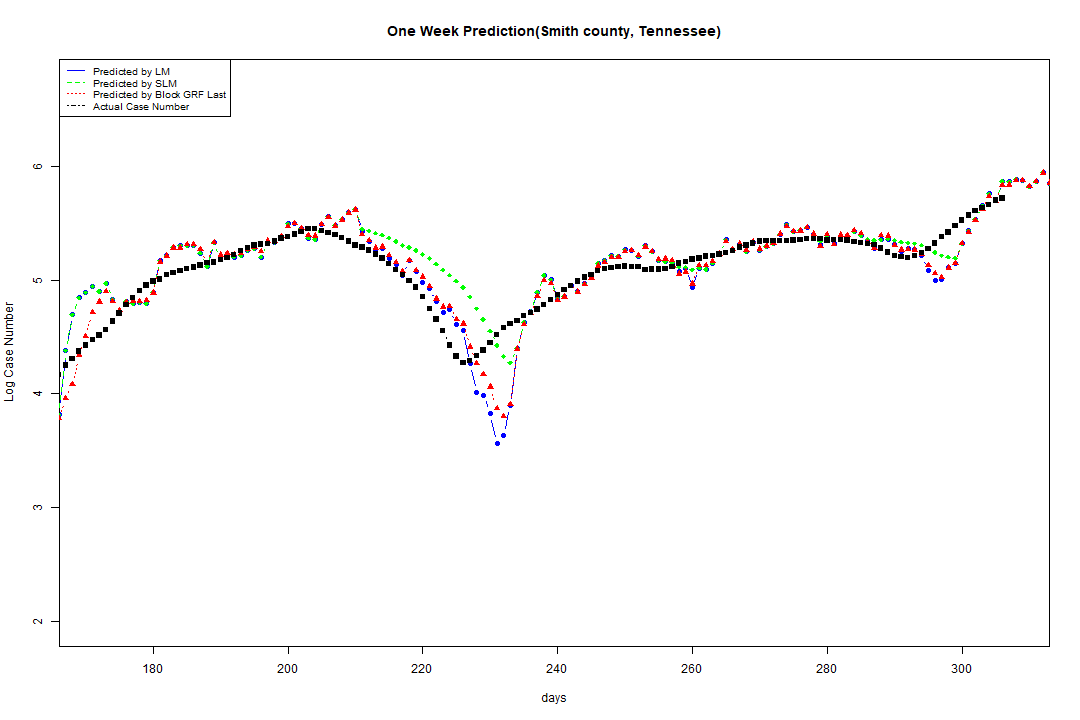 One Week Prediction(Smith county, Tennessee)
Predicted by LM
Predicted by SLM
Predicted by Block GRF Last
Actual Case Number
6
5
4
3
2
Log Case Number
180 200 220 240 260 280 300
days